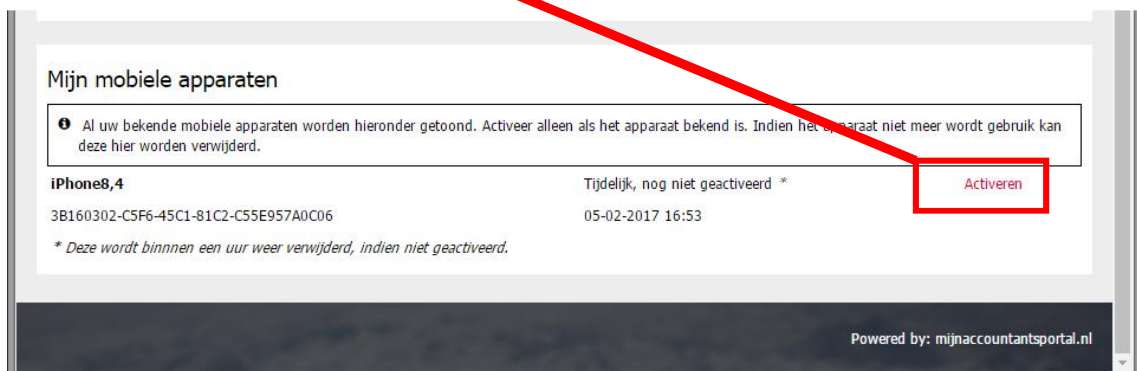 Mijn mobiele apparaten
Al uw bekende mobiele apparaten worden hieronder getoond. Activeer alleen als het apparaat bekend is. Indien het apparaat niet meer wordt gebruik kan
deze hier worden verwijderd.
iPhone8,4 Tijdelijk, nog niet geactiveerd * Activeren
3B160302-C5F6-45C1-81C2-C55E957A0C06 05-02-2017 16:53
* Deze wordt binnnen een uur weer verwijderd, indien niet geactiveerd.
Powered by: mijnaccountantsportal.nl